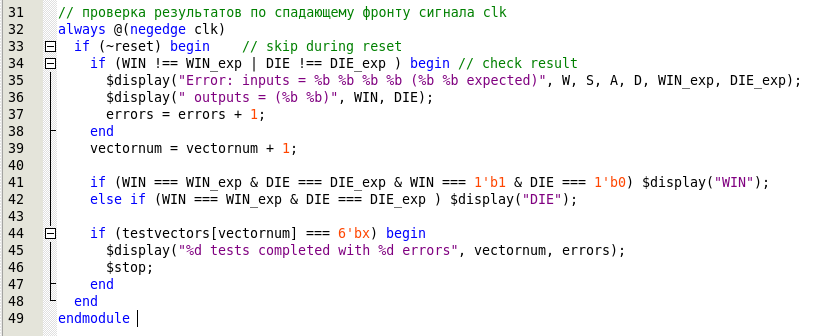 31 // проверка результатов по спадающему фронту сигнала clk
32 always @(negedge clk)
33 if (~reset) begin // skip during reset
34 if (WIN !== WIN_exp | DIE !== DIE_exp ) begin // check result
35 $display("Error: inputs = %b %b %b %b (%b %b expected)", W, S, A, D, WIN_exp, DIE_exp);
36 $display(" outputs = (%b %b)", WIN, DIE);
37 errors = errors + 1;
38 end
39 vectornum = vectornum + 1;
40
41 if (WIN === WIN_exp & DIE === DIE_exp & WIN === 1'b1 & DIE === 1'b0) $display("WIN");
42 else if (WIN === WIN_exp & DIE === DIE_exp ) $display("DIE");
43
44 if (testvectors[vectornum] === 6'bx) begin
45 $display("%d tests completed with %d errors", vectornum, errors);
46 $stop;
47 end
48 end
49 endmodule